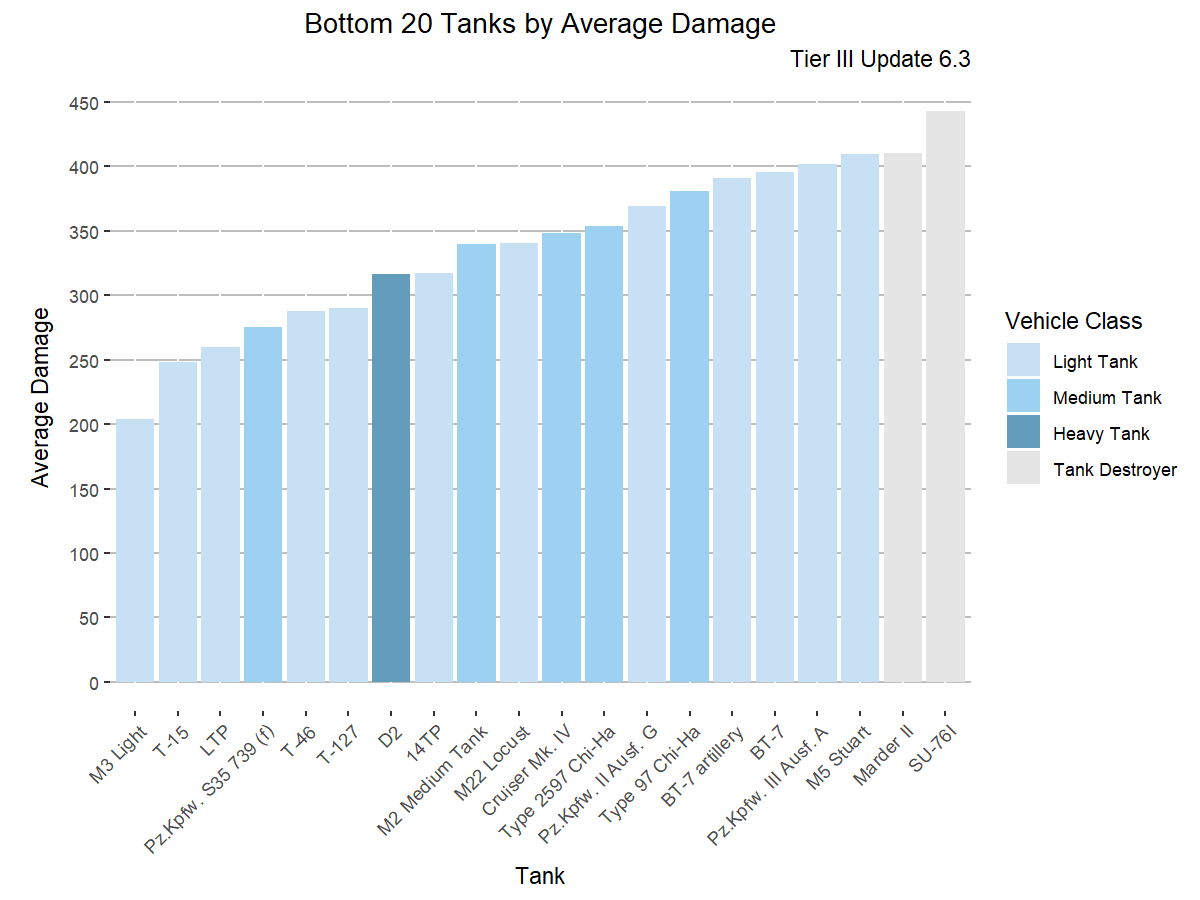 Bottom 20 Tanks by Average Damage
Tier III Update 6.3
450
400
350
300
250
200
150
100
50
0
Average Damage
M3 Light
T-15
LTP
Pz.Kpfw. S35 739 (f)
T-46
T-127
D2
14TP
M2 Medium Tank
M22 Locust
Cruiser Mk. IV
Type 2597 Chi-Ha
Pz.Kpfw. II Ausf. G
Type 97 Chi-Ha
BT-7 artillery
BT-7
Pz.Kpfw. III Ausf. A
M5 Stuart
Marder II
SU-76I
Tank
Vehicle Class
Light Tank
Medium Tank
Heavy Tank
Tank Destroyer